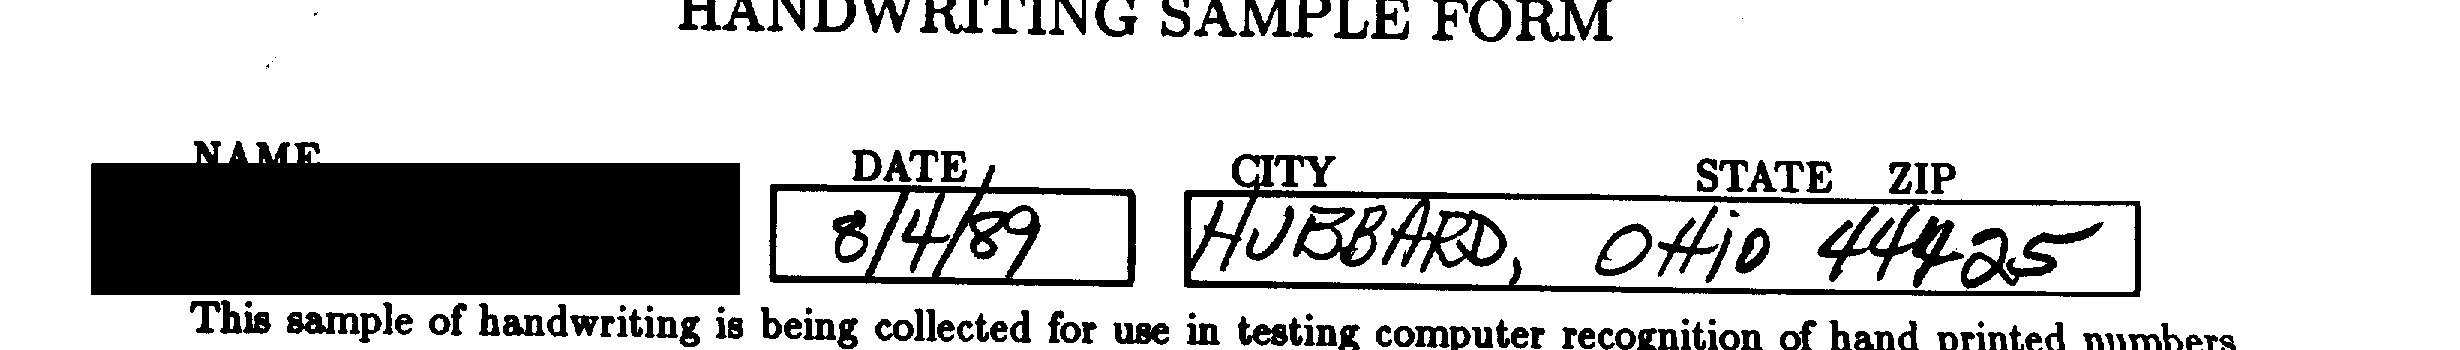 HANDWRITING SAMPLE FORM
NAME DATE CITY STATE ZIP
8/4/89 HUBBARD, OHiO 44425
This sample of handwriting is being collected for use in testing computer recognition of hand printed numbers